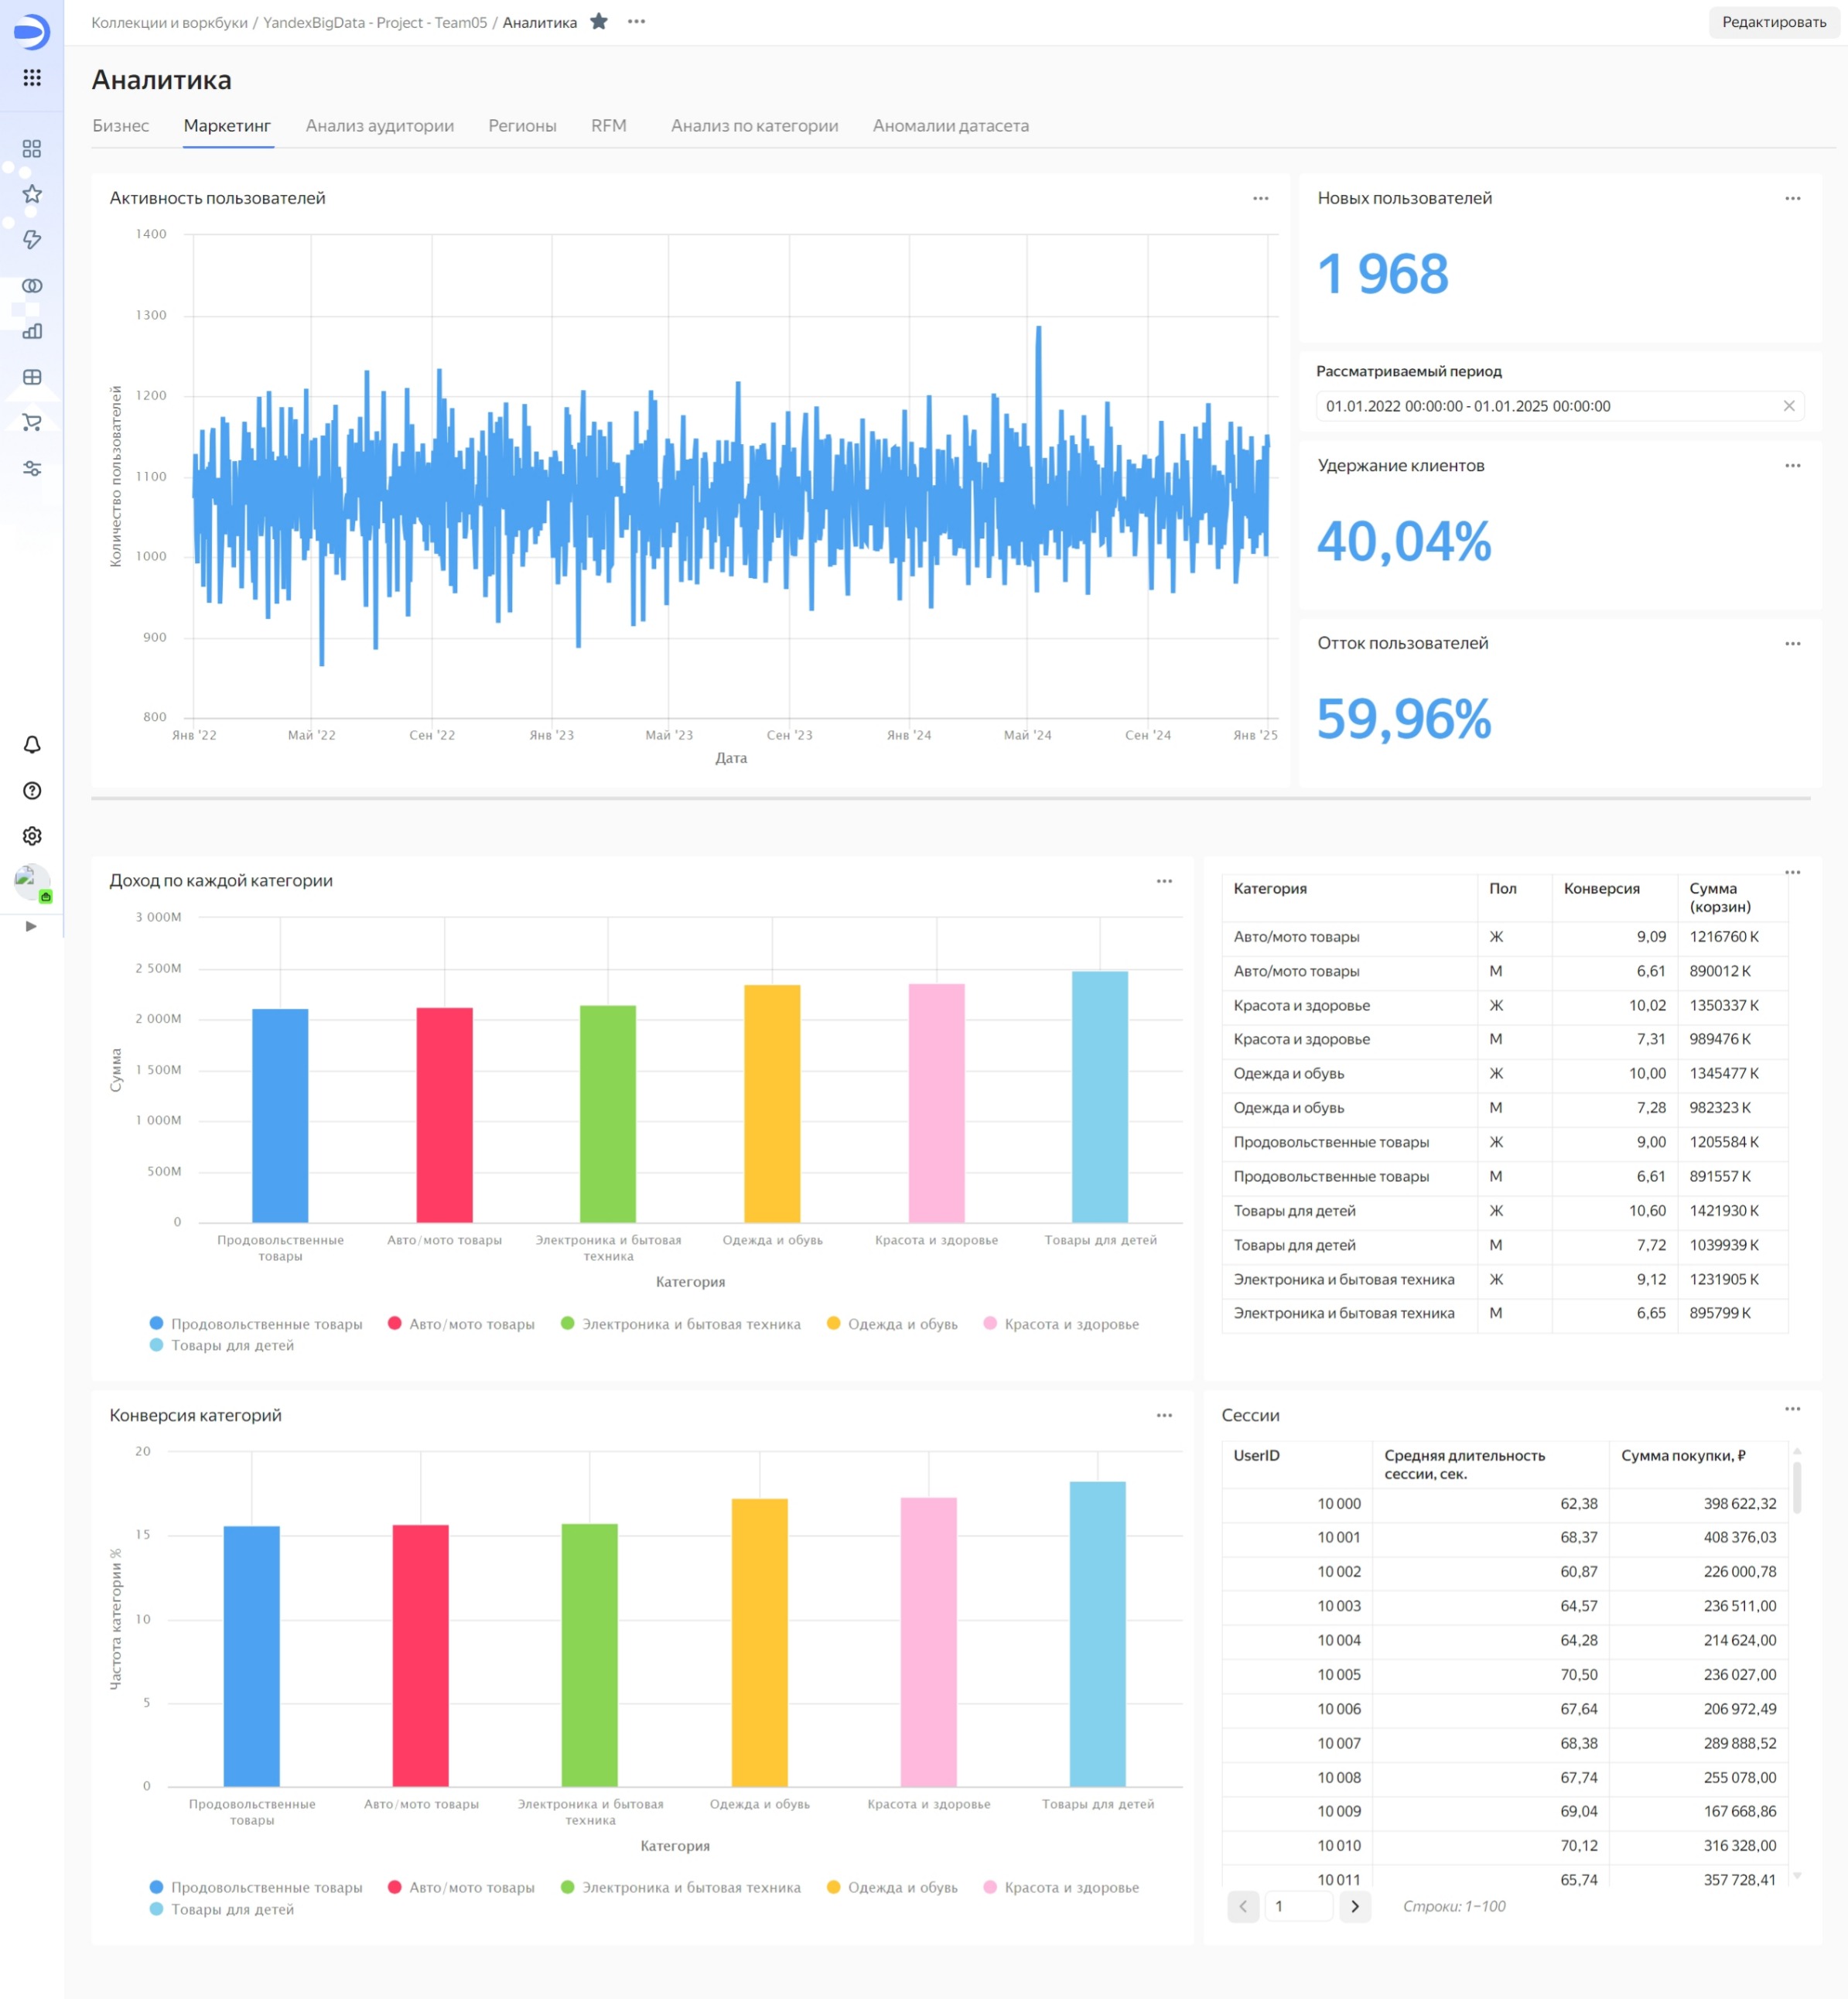 Коллекции и воркбуки / YandexBigData - Project - Team05 / Аналитика
Редактировать
Аналитика
Бизнес Маркетинг Анализ аудитории Регионы RFM Анализ по категории Аномалии датасета
Активность пользователей
1400
1300
1200
1100
1000
900
800
Количество пользователей
Янв '22 Май '22 Сен '22 Янв '23 Май '23 Сен '23 Янв '24 Май '24 Сен '24 Янв '25
Дата
Новых пользователей
1 968
Рассматриваемый период
01.01.2022 00:00:00 - 01.01.2025 00:00:00
Удержание клиентов
40,04%
Отток пользователей
59,96%
Доход по каждой категории
3 000M
2 500M
2 000M
1 500M
1 000M
500M
0
Сумма
Продовольственные товары Авто/мото товары Электроника и бытовая техника Одежда и обувь Красота и здоровье Товары для детей
Категория
Продовольственные товары Авто/мото товары Электроника и бытовая техника Одежда и обувь Красота и здоровье
Товары для детей
Категория Пол Конверсия Сумма (корзин)
Авто/мото товары Ж 9,09 1216760 K
Авто/мото товары М 6,61 890012 K
Красота и здоровье Ж 10,02 1350337 K
Красота и здоровье М 7,31 989476 K
Одежда и обувь Ж 10,00 1345477 K
Одежда и обувь М 7,28 982323 K
Продовольственные товары Ж 9,00 1205584 K
Продовольственные товары М 6,61 891557 K
Товары для детей Ж 10,60 1421930 K
Товары для детей М 7,72 1039939 K
Электроника и бытовая техника Ж 9,12 1231905 K
Электроника и бытовая техника М 6,65 895799 K
Конверсия категорий
20
15
10
5
0
Частота категории %
Продовольственные товары Авто/мото товары Электроника и бытовая техника Одежда и обувь Красота и здоровье Товары для детей
Категория
Продовольственные товары Авто/мото товары Электроника и бытовая техника Одежда и обувь Красота и здоровье
Товары для детей
Сессии
UserID Средняя длительность сессии, сек. Сумма покупки, ₽
10 000 62,38 398 622,32
10 001 68,37 408 376,03
10 002 60,87 226 000,78
10 003 64,57 236 511,00
10 004 64,28 214 624,00
10 005 70,50 236 027,00
10 006 67,64 206 972,49
10 007 68,38 289 888,52
10 008 67,74 255 078,00
10 009 69,04 167 668,86
10 010 70,12 316 328,00
10 011 65,74 357 728,41
1 Строки: 1–100